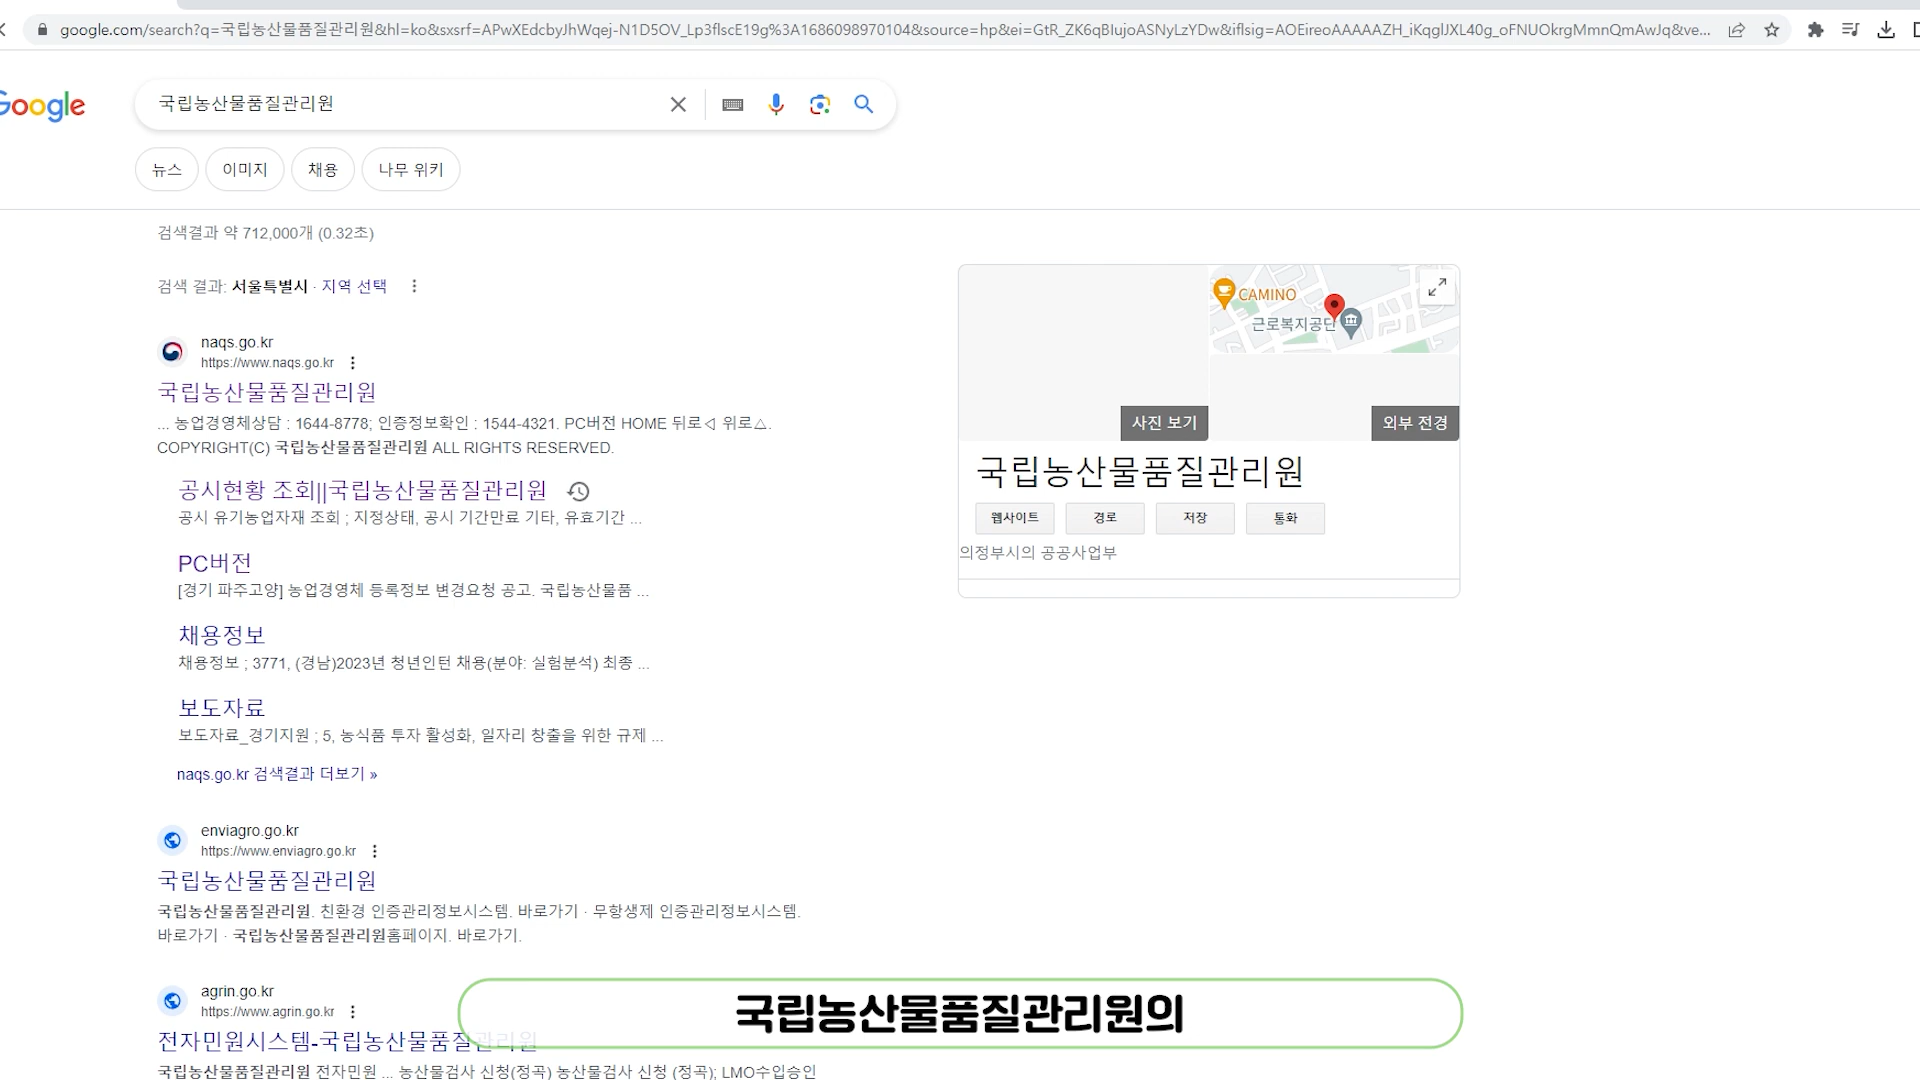 google.com/search?q=국립농산물품질관리원&hl=ko&sxsrf=APwXEdcbyJhWqej-N1D5OV_Lp3flscE19g%3A1686098970104&source=hp&ei=GtR_ZK6qBIujoASNyLzYDw&iflsig=AOEireoAAAAAZH_iKqglJXL40g_oFNUOkrgMmnQmAwJq&ve...
Google
국립농산물품질관리원
뉴스
이미지
채용
나무 위키
검색결과 약 712,000개 (0.32초)
검색 결과: 서울특별시 · 지역 선택
naqs.go.kr
https://www.naqs.go.kr
국립농산물품질관리원
... 농업경영체상담 : 1644-8778; 인증정보확인 : 1544-4321. PC버전 HOME 뒤로◁ 위로△.
COPYRIGHT(C) 국립농산물품질관리원 ALL RIGHTS RESERVED.
공시현황 조회||국립농산물품질관리원
공시 유기농업자재 조회 ; 지정상태, 공시 기간만료 기타, 유효기간 ...
PC버전
[경기 파주고양] 농업경영체 등록정보 변경요청 공고. 국립농산물품 ...
채용정보
채용정보 ; 3771, (경남)2023년 청년인턴 채용(분야: 실험분석) 최종 ...
보도자료
보도자료_경기지원 ; 5, 농식품 투자 활성화, 일자리 창출을 위한 규제 ...
naqs.go.kr 검색결과 더보기 »
enviagro.go.kr
https://www.enviagro.go.kr
국립농산물품질관리원
국립농산물품질관리원. 친환경 인증관리정보시스템. 바로가기 · 무항생제 인증관리정보시스템.
바로가기 · 국립농산물품질관리원홈페이지. 바로가기.
agrin.go.kr
https://www.agrin.go.kr
전자민원시스템-국립농산물품질관리원
국립농산물품질관리원 전자민원 ... 농산물검사 신청(정곡) 농산물검사 신청 (정곡); LMO수입승인
CAMINO
근로복지공단
사진 보기
외부 전경
국립농산물품질관리원
웹사이트
경로
저장
통화
의정부시의 공공사업부
국립농산물품질관리원의